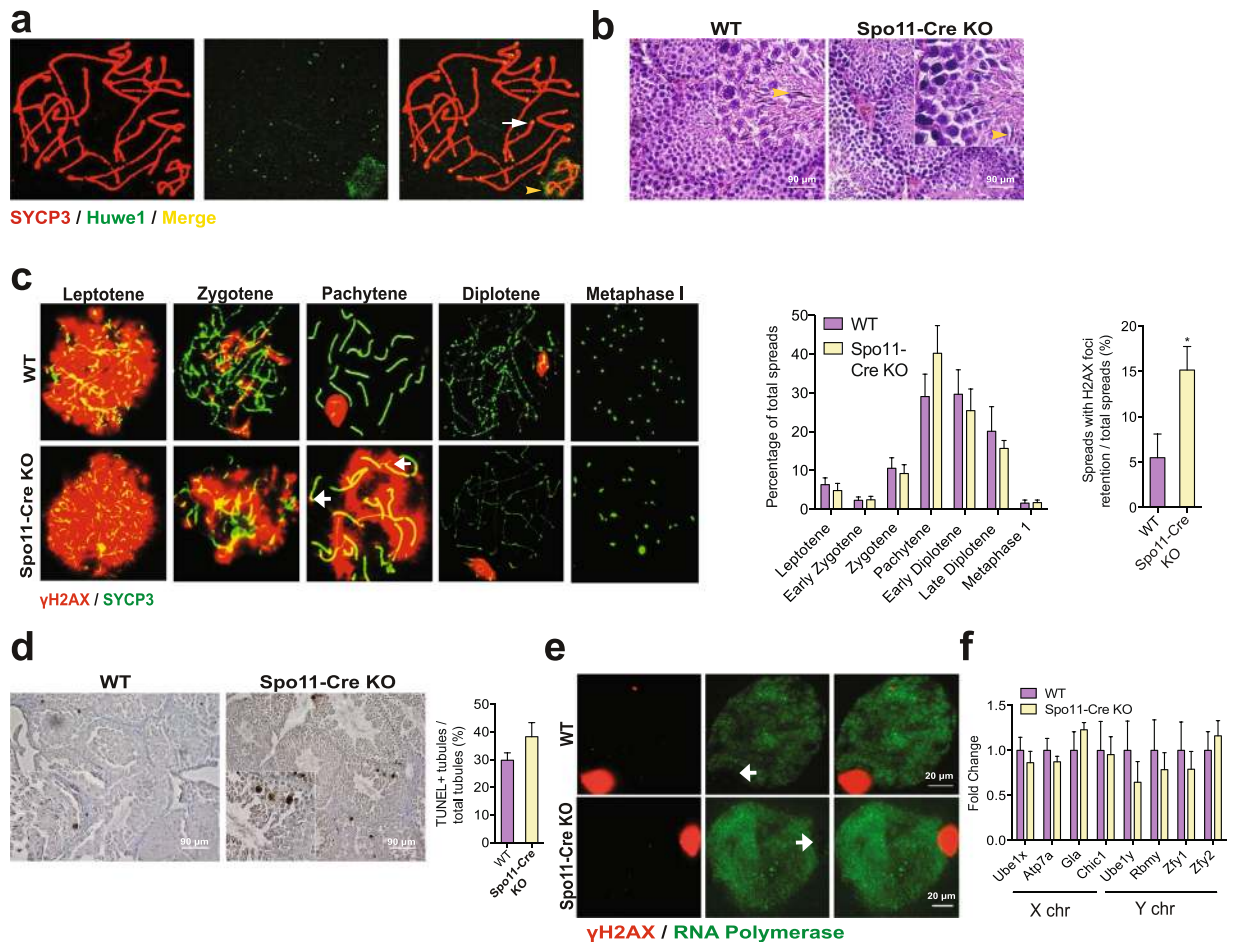 a
SYCP3 / Huwe1 / Merge
b
WT
Spo11-Cre KO
90 µm
90 µm
c
Leptotene
Zygotene
Pachytene
Diplotene
Metaphase I
WT
Spo11-Cre KO
γH2AX / SYCP3
Percentage of total spreads
50
40
30
20
10
0
WT
Spo11-
Cre KO
Leptotene
Early Zygotene
Zygotene
Pachytene
Early Diplotene
Late Diplotene
Metaphase 1
Spreads with H2AX foci
retention / total spreads (%)
20
15
10
5
0
*
WT
Spo11-Cre
KO
d
WT
Spo11-Cre KO
90 µm
90 µm
TUNEL+ tubules /
total tubules (%)
50
40
30
20
10
0
WT
Spo11-Cre
KO
e
WT
Spo11-Cre KO
20 µm
20 µm
γH2AX / RNA Polymerase
f
WT
Spo11-Cre KO
Fold Change
1.5
1.0
0.5
0.0
Ube1x
Atp7a
Gla
Chic1
Ube1y
Rbmy
Zfy1
Zfy2
X chr
Y chr